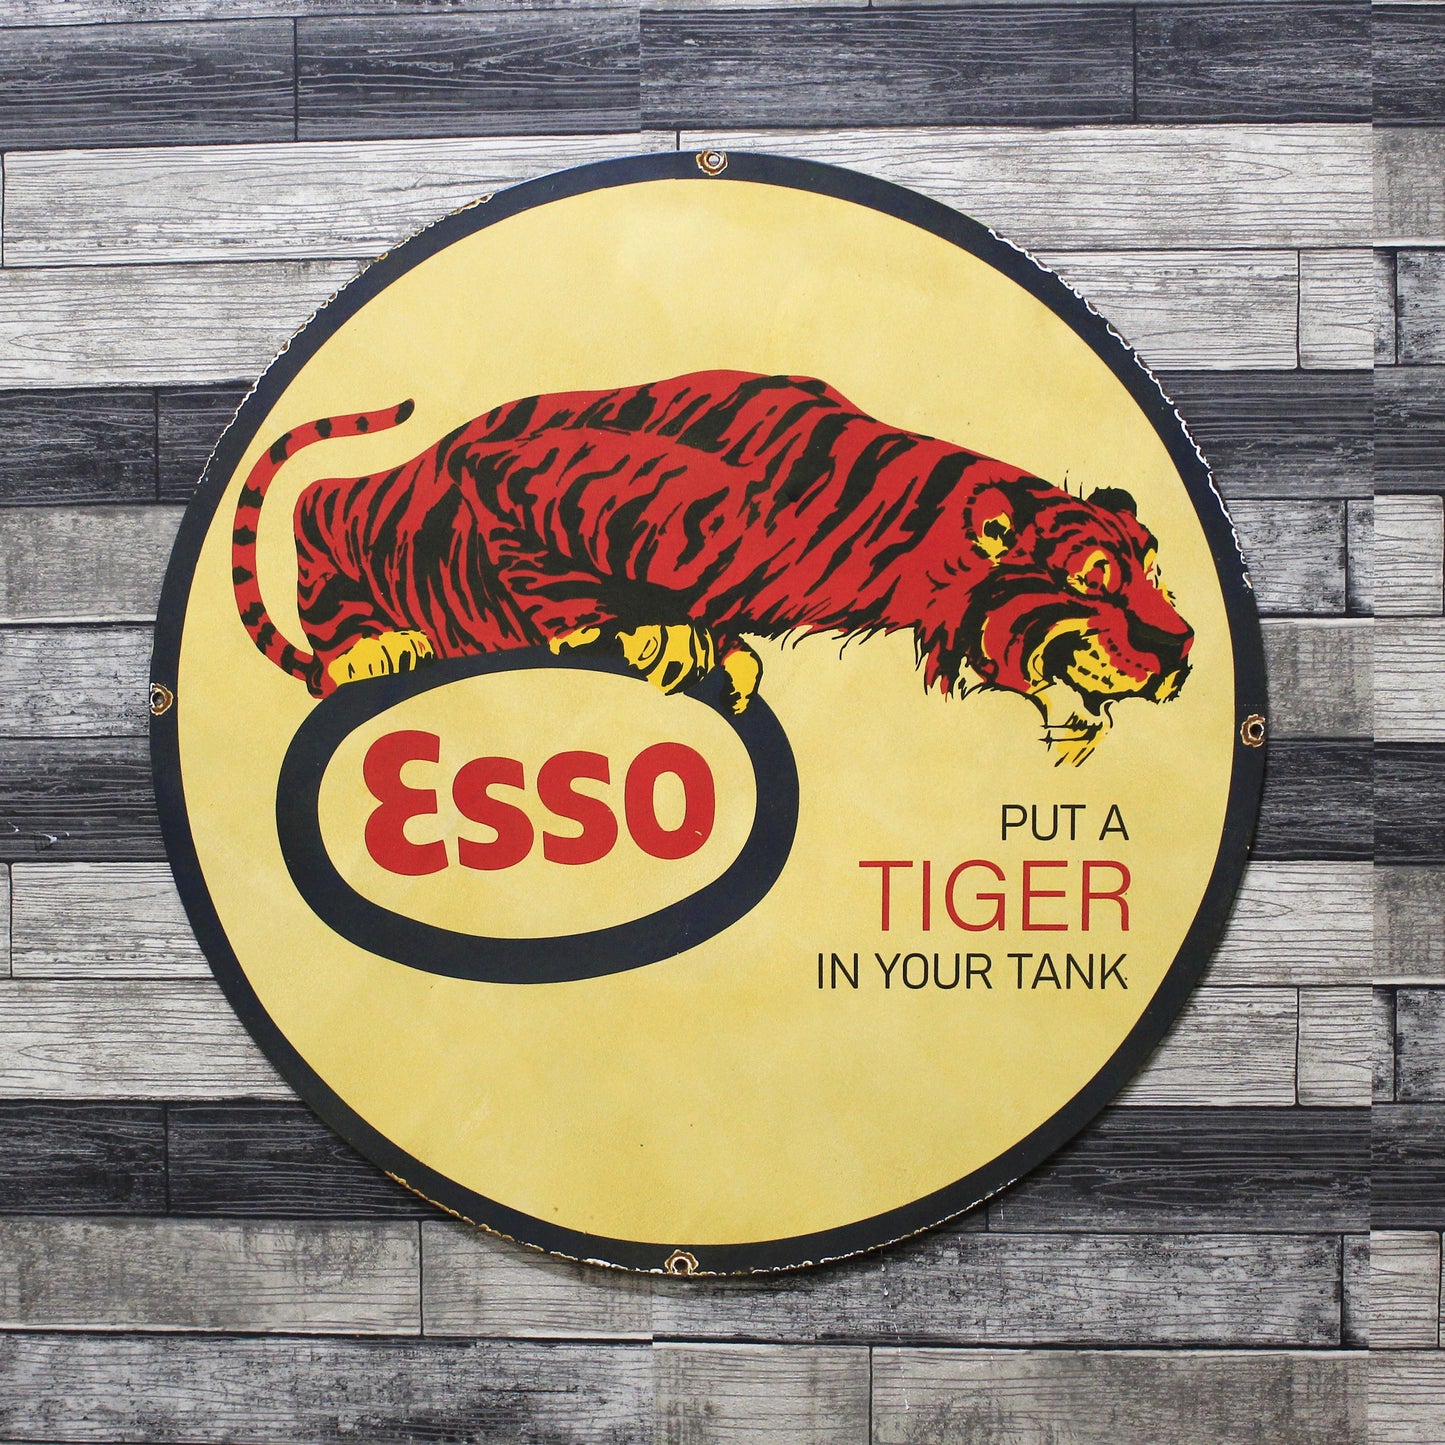 Esso
PUT A
TIGER
IN YOUR TANK